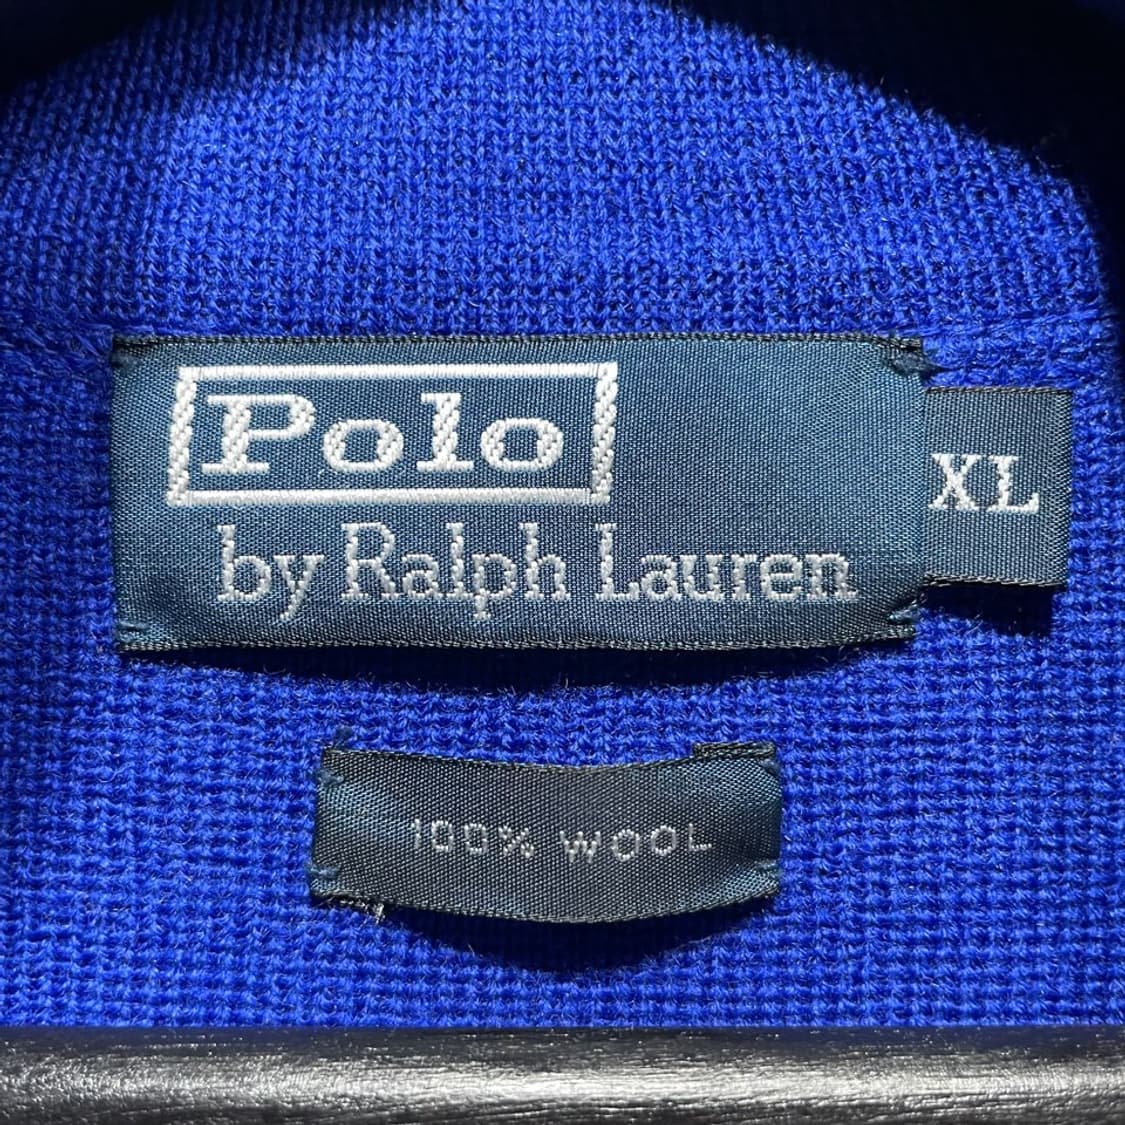 Polo
by Ralph Lauren
XL
100% WOOL